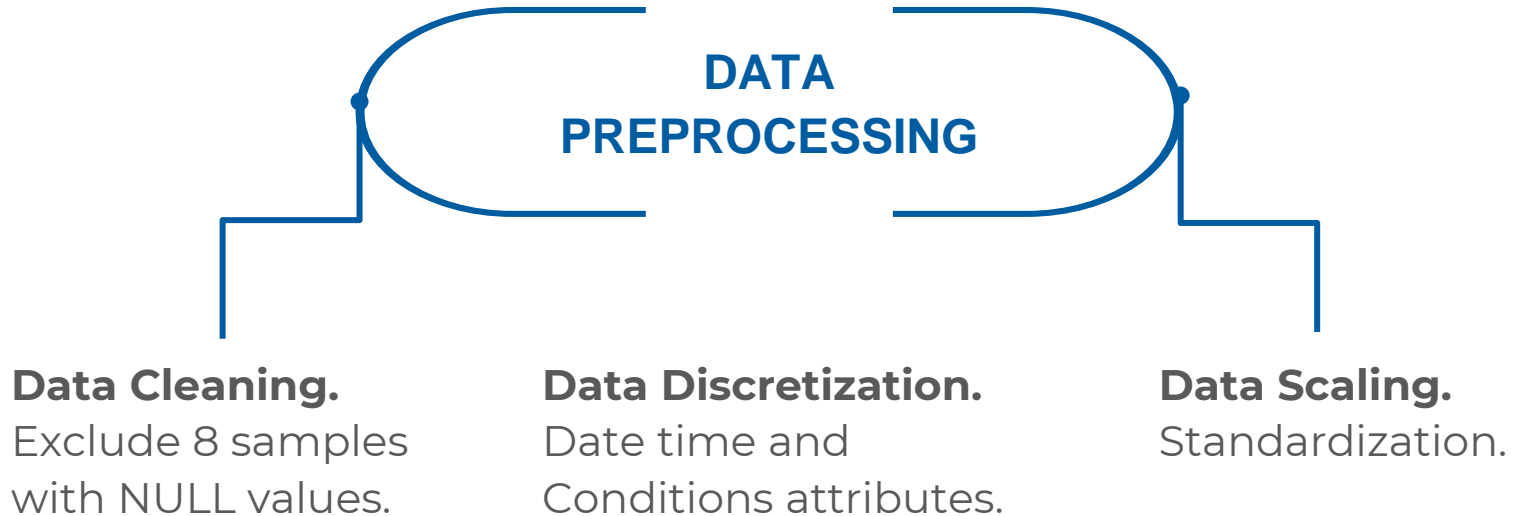 DATA
PREPROCESSING
Data Cleaning.
Exclude 8 samples
with NULL values.
Data Discretization.
Date time and
Conditions attributes.
Data Scaling.
Standardization.